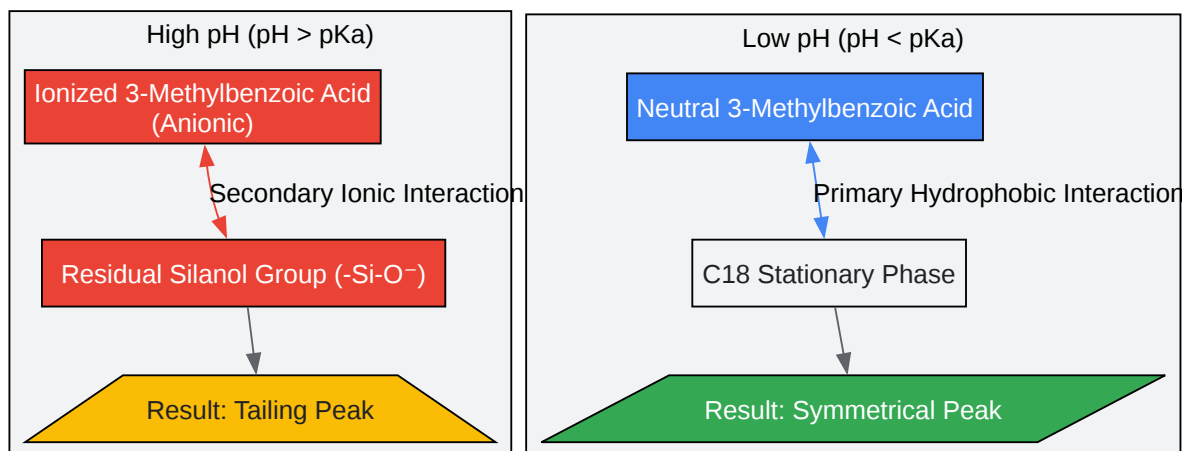 High pH (pH > pKa)
Ionized 3-Methylbenzoic Acid
(Anionic)
Secondary Ionic Interaction
Residual Silanol Group (-Si-O⁻)
Result: Tailing Peak
Low pH (pH < pKa)
Neutral 3-Methylbenzoic Acid
Primary Hydrophobic Interaction
C18 Stationary Phase
Result: Symmetrical Peak